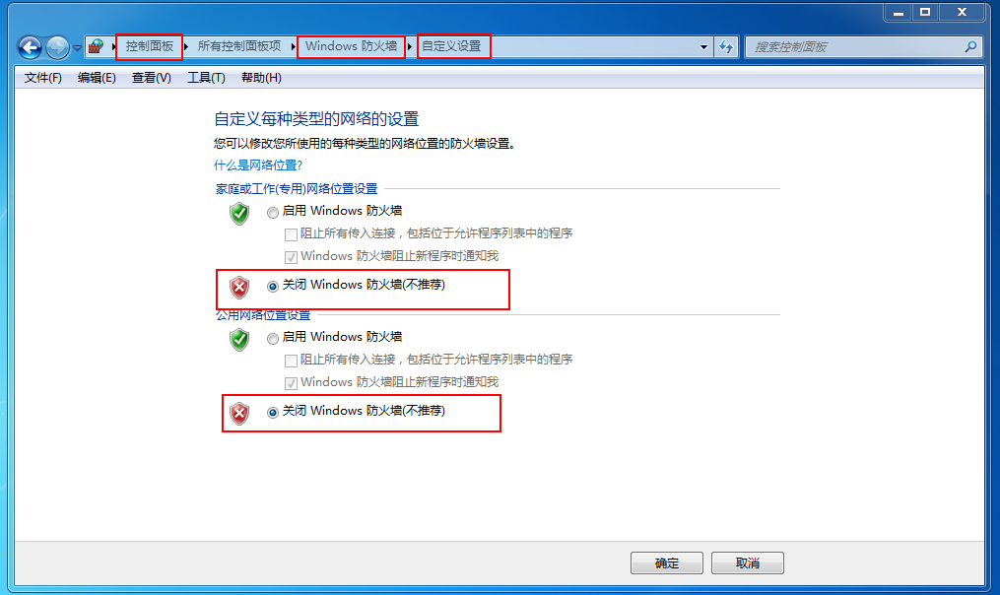 控制面板 所有控制面板项 Windows 防火墙 自定义设置 搜索控制面板
文件(F) 编辑(E) 查看(V) 工具(T) 帮助(H)
自定义每种类型的网络的设置
您可以修改您所使用的每种类型的网络位置的防火墙设置。
什么是网络位置?
家庭或工作(专用)网络位置设置
启用 Windows 防火墙
阻止所有传入连接，包括位于允许程序列表中的程序
Windows 防火墙阻止新程序时通知我
关闭 Windows 防火墙(不推荐)
公用网络位置设置
启用 Windows 防火墙
阻止所有传入连接，包括位于允许程序列表中的程序
Windows 防火墙阻止新程序时通知我
关闭 Windows 防火墙(不推荐)
确定 取消